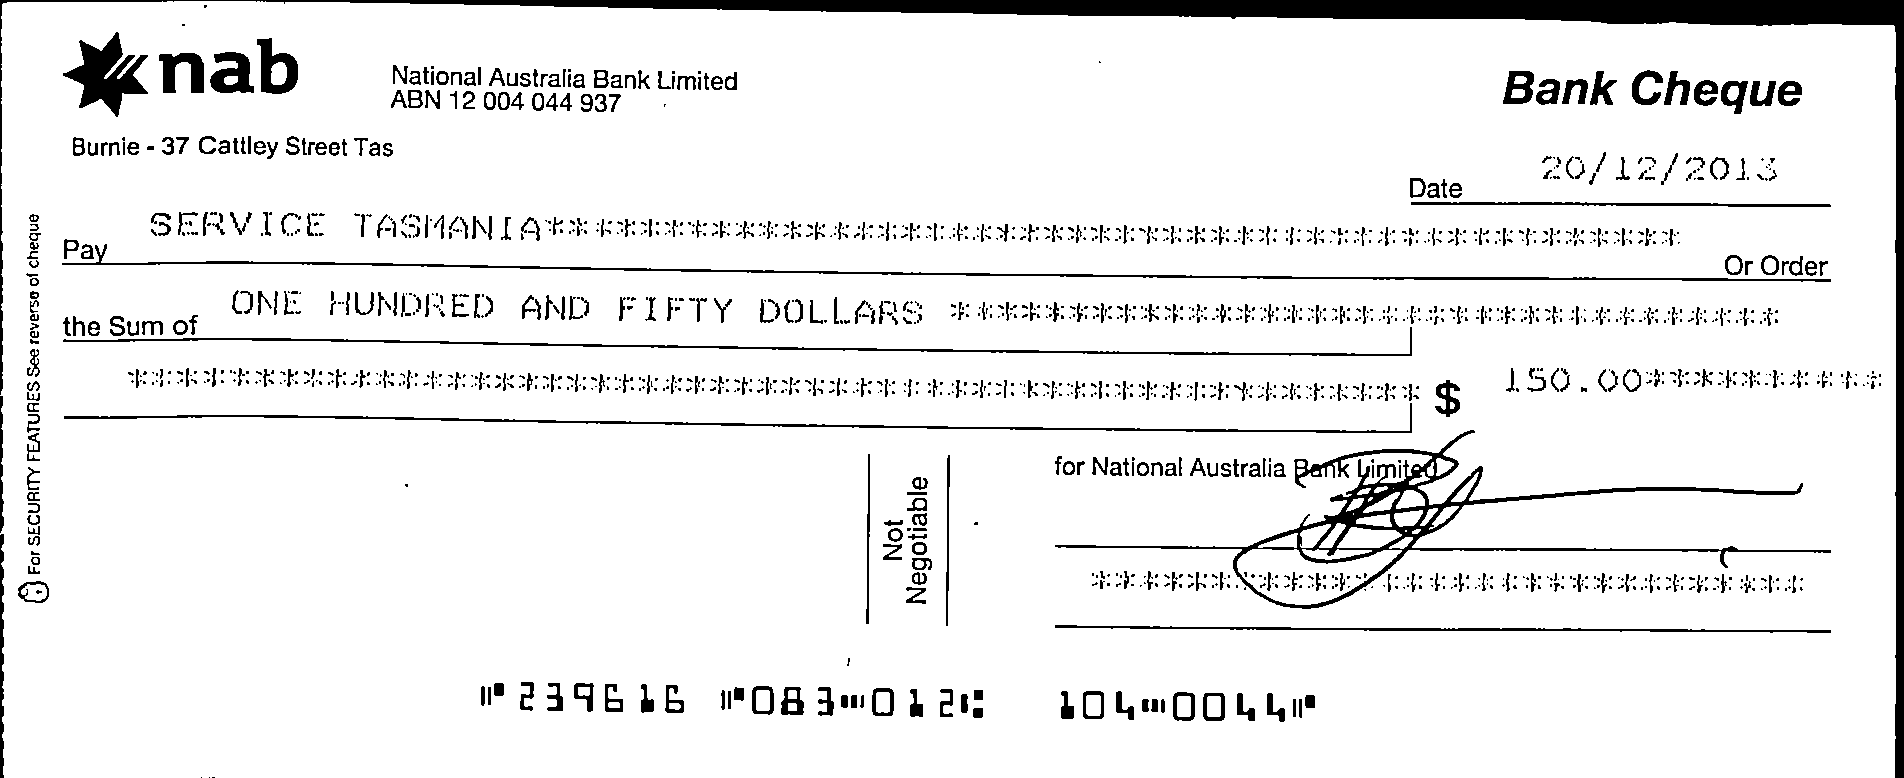 nab
National Australia Bank Limited
ABN 12 004 044 937
Bank Cheque
Burnie - 37 Cattley Street Tas
Date 20/12/2013
Pay SERVICE TASMANIA*********************************************** Or Order
the Sum of ONE HUNDRED AND FIFTY DOLLARS ***********************************
***************************************************** $ 150.00**********
for National Australia Bank Limited
Not
Negotiable
******************************
For SECURITY FEATURES See reverse of cheque
⑈239616 ⑈083⑉012⑆ 104⑉0044⑈